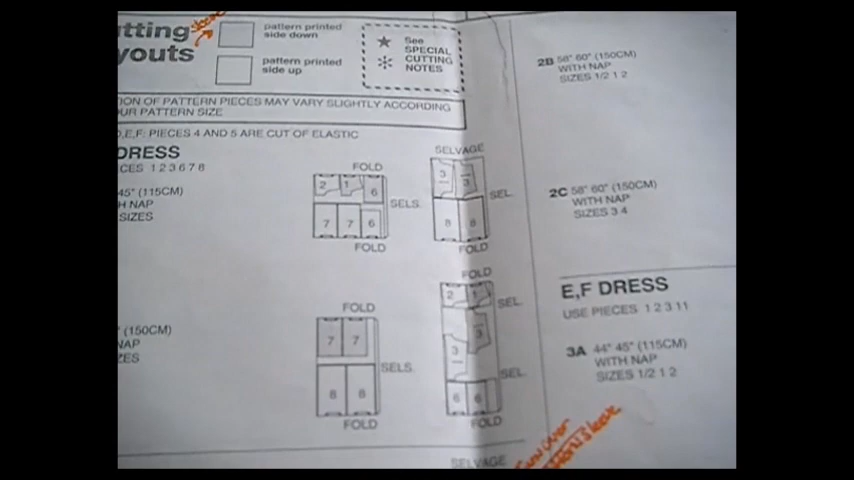 tting
youts
pattern printed
side down
pattern printed
side up
See
SPECIAL
CUTTING
NOTES
ION OF PATTERN PIECES MAY VARY SLIGHTLY ACCORDING
OUR PATTERN SIZE
D,E,F: PIECES 4 AND 5 ARE CUT OF ELASTIC
DRESS
CES 1 2 3 6 7 8
45" (115CM)
H NAP
SIZES
FOLD
2 1 6
SELS.
7 7 6
FOLD
SELVAGE
3 3
SEL.
8 8
FOLD
" (150CM)
NAP
ZES
FOLD
7 7
SELS.
8 8
FOLD
FOLD
2 1
SEL.
3
3
SEL.
6 6
FOLD
SELVAGE
2B 58" 60" (150CM)
WITH NAP
SIZES 1/2 1 2
2C 58" 60" (150CM)
WITH NAP
SIZES 3 4
E,F DRESS
USE PIECES 1 2 3 11
3A 44" 45" (115CM)
WITH NAP
SIZES 1/2 1 2
over
sleeve